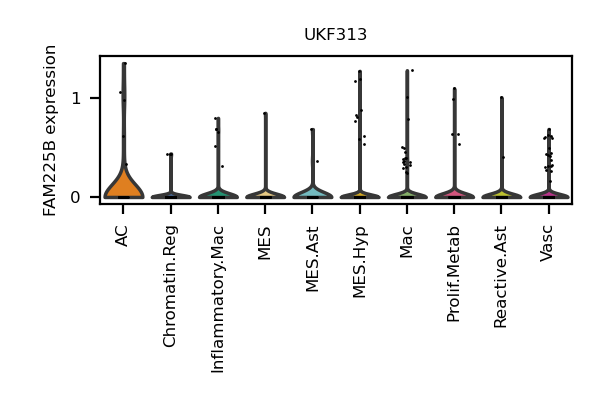 UKF313
FAM225B expression
1
0
AC
Chromatin.Reg
Inflammatory.Mac
MES
MES.Ast
MES.Hyp
Mac
Prolif.Metab
Reactive.Ast
Vasc